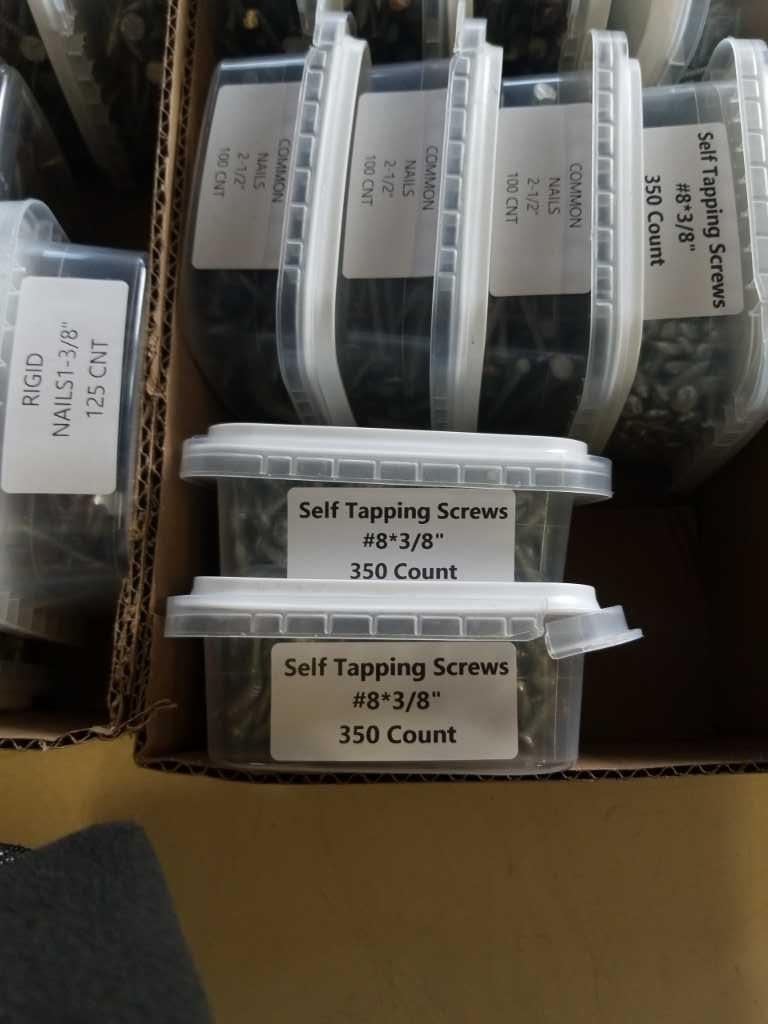 COMMON
NAILS
2-1/2"
100 CNT
COMMON
NAILS
2-1/2"
100 CNT
COMMON
NAILS
2-1/2"
100 CNT
Self Tapping Screws
#8*3/8"
350 Count
RIGID
NAILS1-3/8"
125 CNT
Self Tapping Screws
#8*3/8"
350 Count
Self Tapping Screws
#8*3/8"
350 Count